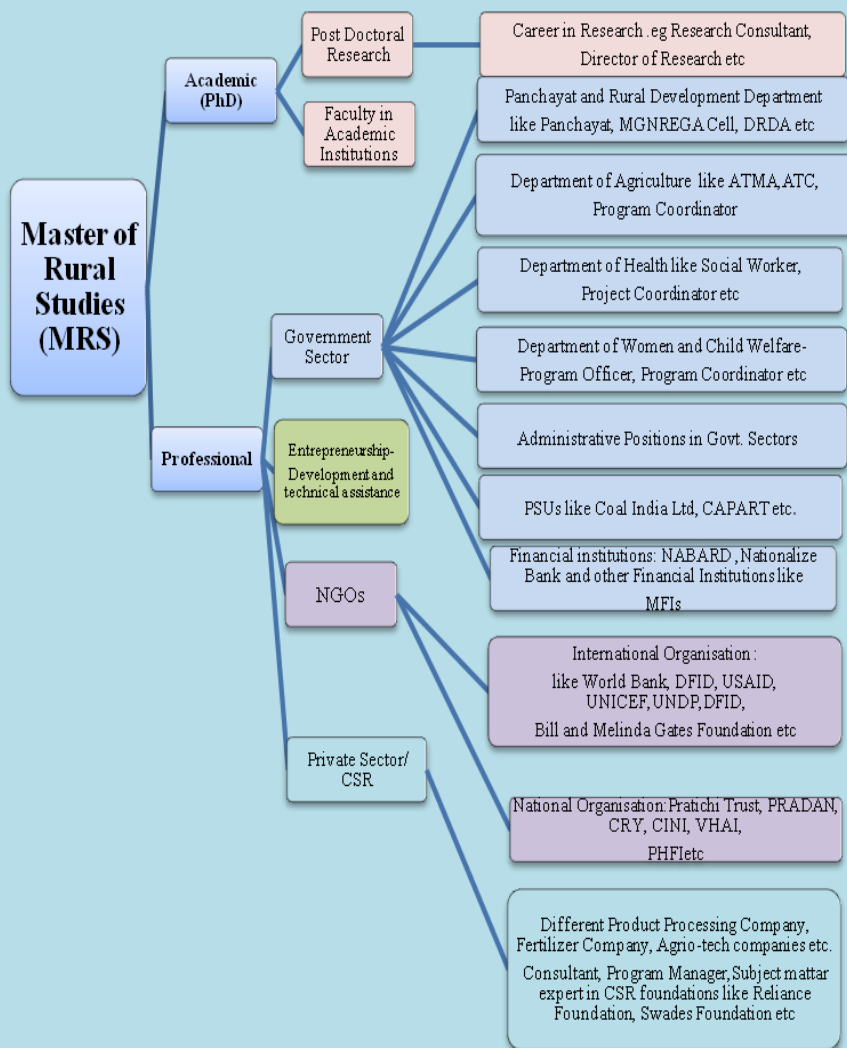 Master of
Rural
Studies
(MRS)
Academic
(PhD)
Post Doctoral
Research
Career in Research .eg Research Consultant,
Director of Research etc
Faculty in
Academic
Institutions
Professional
Government
Sector
Panchayat and Rural Development Department
like Panchayat, MGNREGA Cell, DRDA etc
Department of Agriculture like ATMA, ATC,
Program Coordinator
Department of Health like Social Worker,
Project Coordinator etc
Department of Women and Child Welfare-
Program Officer, Program Coordinator etc
Administrative Positions in Govt. Sectors
PSUs like Coal India Ltd, CAPART etc.
Financial institutions: NABARD ,Nationalize
Bank and other Financial Institutions like
MFIs
Entrepreneurship-
Development and
technical assistance
NGOs
International Organisation :
like World Bank, DFID, USAID,
UNICEF,UNDP,DFID,
Bill and Melinda Gates Foundation etc
National Organisation:Pratichi Trust, PRADAN,
CRY, CINI, VHAI,
PHFIetc
Private Sector/
CSR
Different Product Processing Company,
Fertilizer Company, Agrio-tech companies etc.
Consultant, Program Manager,Subject mattar
expert in CSR foundations like Reliance
Foundation, Swades Foundation etc